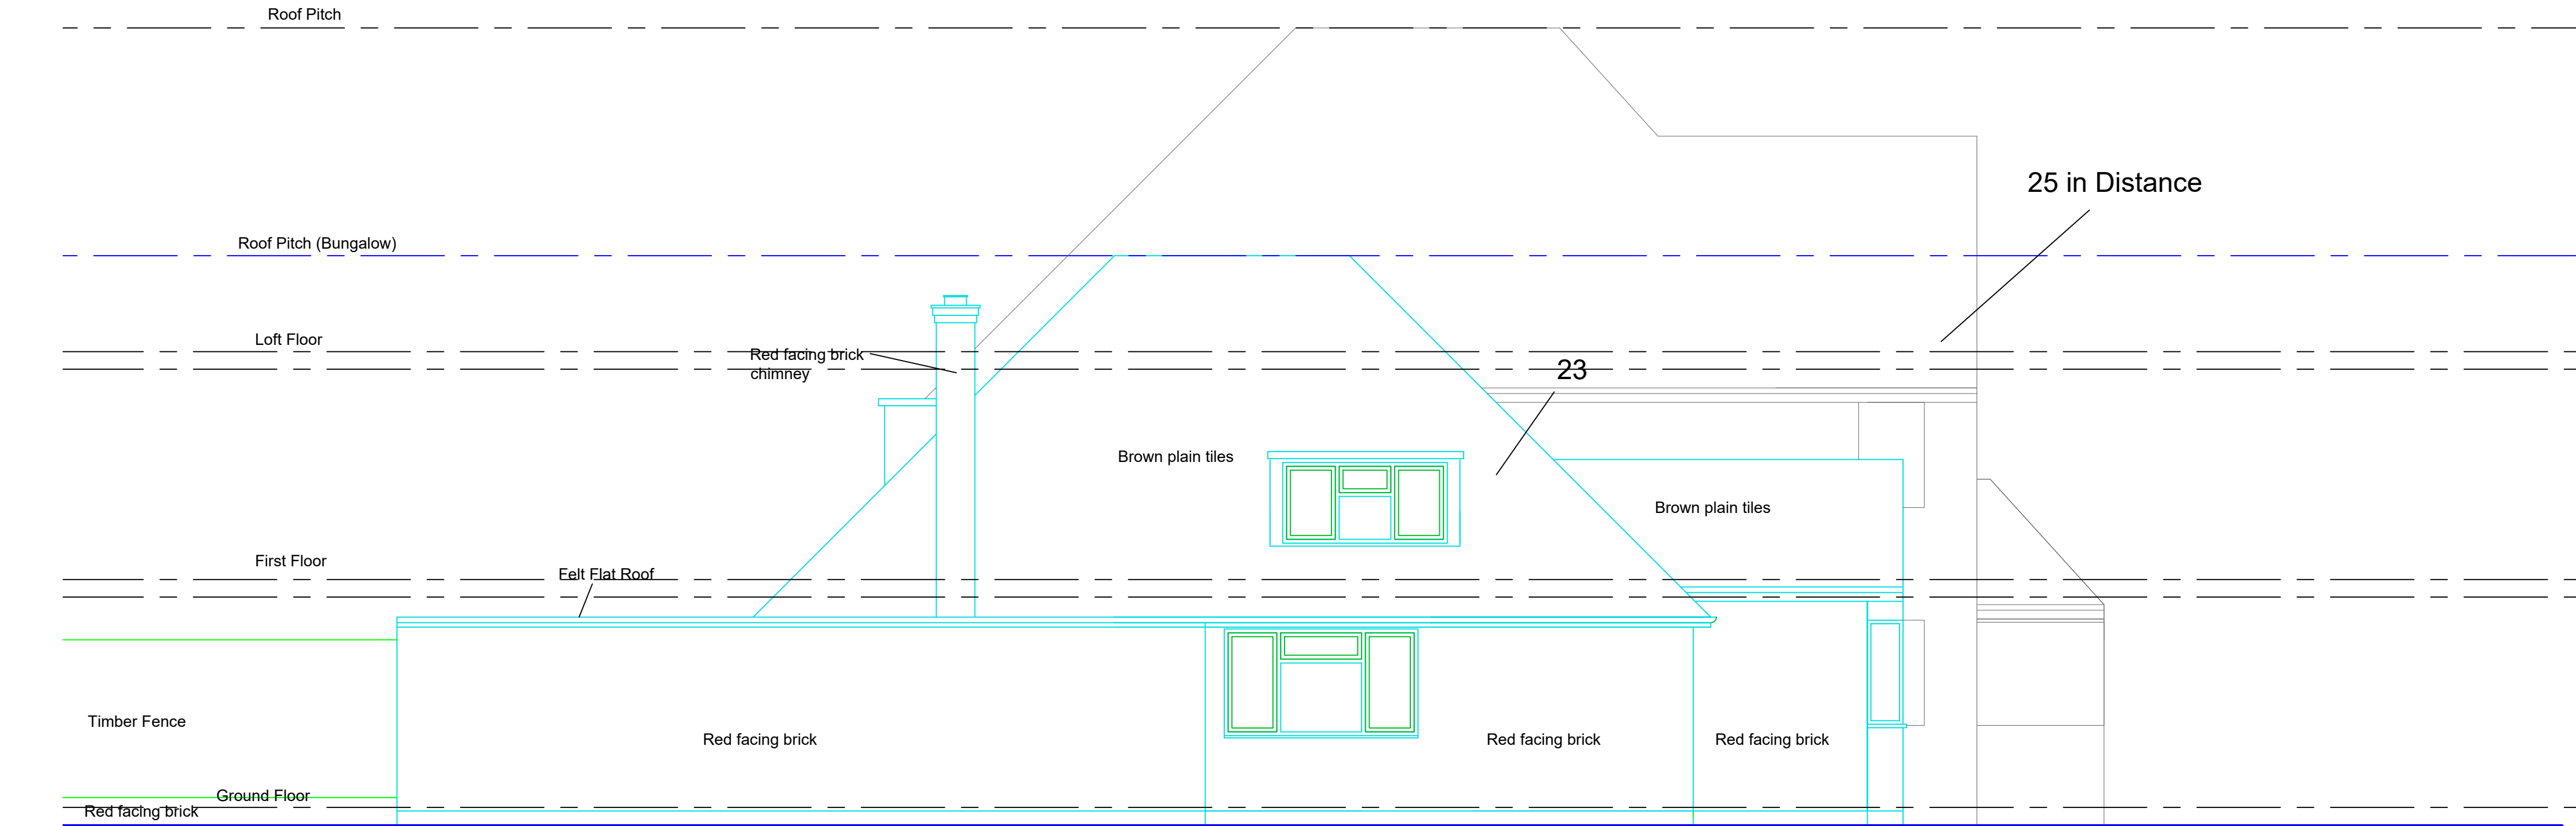 Roof Pitch
25 in Distance
Roof Pitch (Bungalow)
Loft Floor
Red facing brick
chimney
23
Brown plain tiles
Brown plain tiles
First Floor
Felt Flat Roof
Timber Fence
Red facing brick
Red facing brick
Red facing brick
Ground Floor
Red facing brick